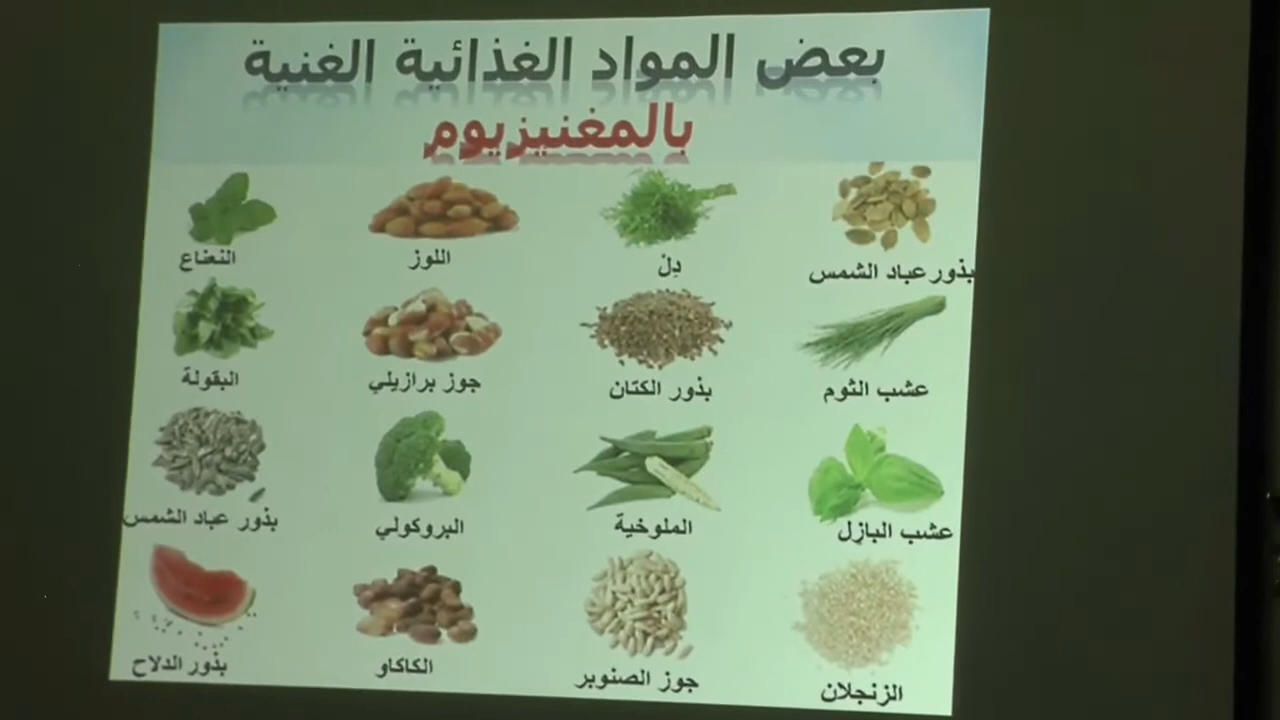 بعض المواد الغذائية الغنية
بالمغنيزيوم
بذور عباد الشمس
دِلْ
اللوز
النعناع
عشب الثوم
بذور الكتان
جوز برازيلي
البقولة
عشب البازِل
الملوخية
البروكولي
بذور عباد الشمس
الزنجلان
جوز الصنوبر
الكاكاو
بذور الدلاح